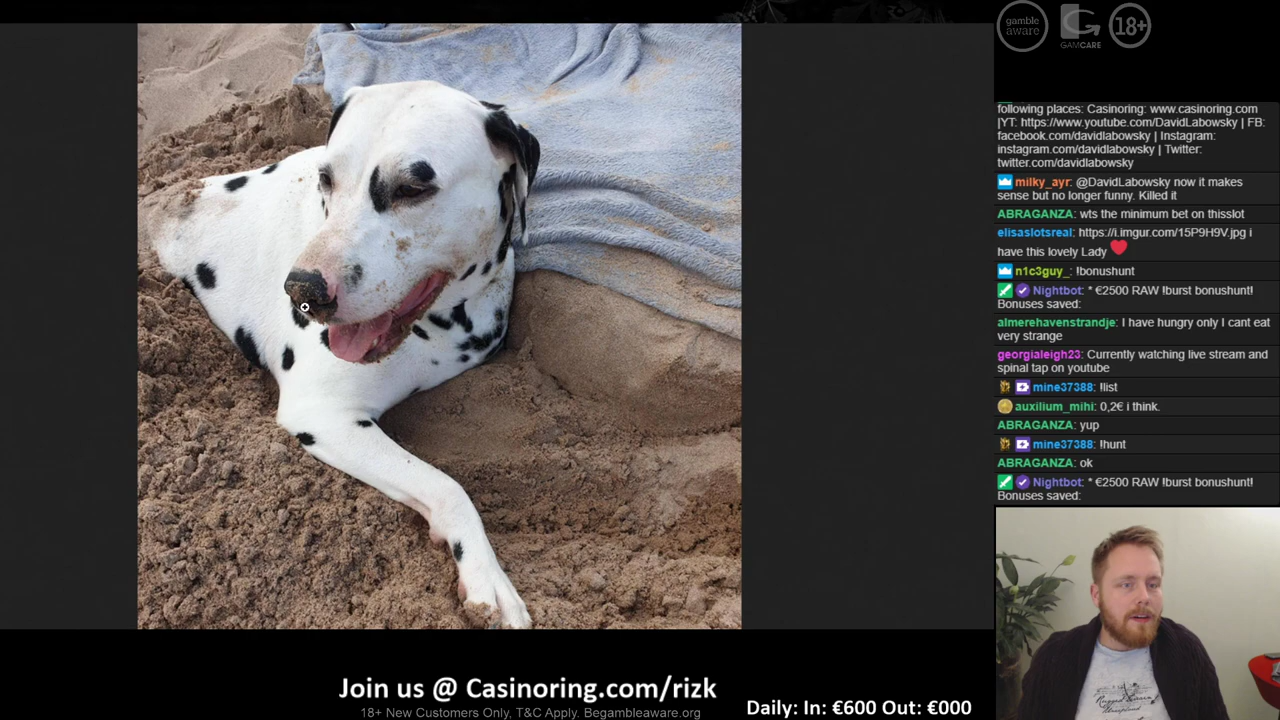 gamble
aware
GAMCARE
18+
following places: Casinoring: www.casinoring.com
|YT: https://www.youtube.com/DavidLabowsky | FB:
facebook.com/davidlabowsky | Instagram:
instagram.com/davidlabowsky | Twitter:
twitter.com/davidlabowsky
milky_ayr: @DavidLabowsky now it makes
sense but no longer funny. Killed it
ABRAGANZA: wts the minimum bet on thisslot
elisaslotsreal: https://i.imgur.com/15P9H9V.jpg i
have this lovely Lady
n1c3guy_: !bonushunt
Nightbot: * €2500 RAW !burst bonushunt!
Bonuses saved:
almerehavenstrandje: I have hungry only I cant eat
very strange
georgialeigh23: Currently watching live stream and
spinal tap on youtube
mine37388: !list
auxilium_mihi: 0,2€ i think.
ABRAGANZA: yup
mine37388: !hunt
ABRAGANZA: ok
Nightbot: * €2500 RAW !burst bonushunt!
Bonuses saved:
Join us @ Casinoring.com/rizk
18+ New Customers Only, T&C Apply. Begambleaware.org
Daily: In: €600 Out: €000